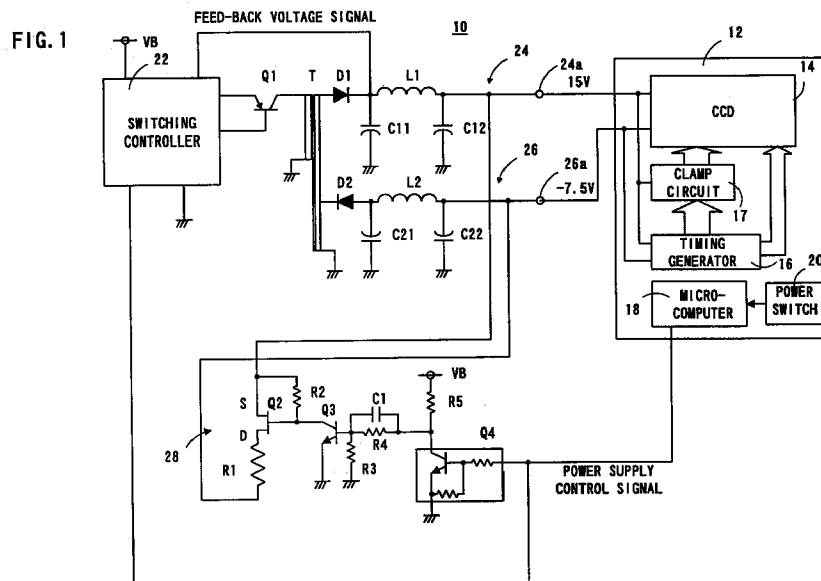 FIG. 1
FEED-BACK VOLTAGE SIGNAL
10
VB
22
Q1
T
D1
L1
24
24a
15V
12
14
SWITCHING
CONTROLLER
CCD
C11
C12
26
26a
-7.5V
D2
L2
CLAMP
CIRCUIT
17
C21
C22
TIMING
GENERATOR
16
20
18
MICRO-
COMPUTER
POWER
SWITCH
VB
S
Q2
R2
Q3
C1
R5
D
R4
Q4
28
R1
R3
POWER SUPPLY
CONTROL SIGNAL